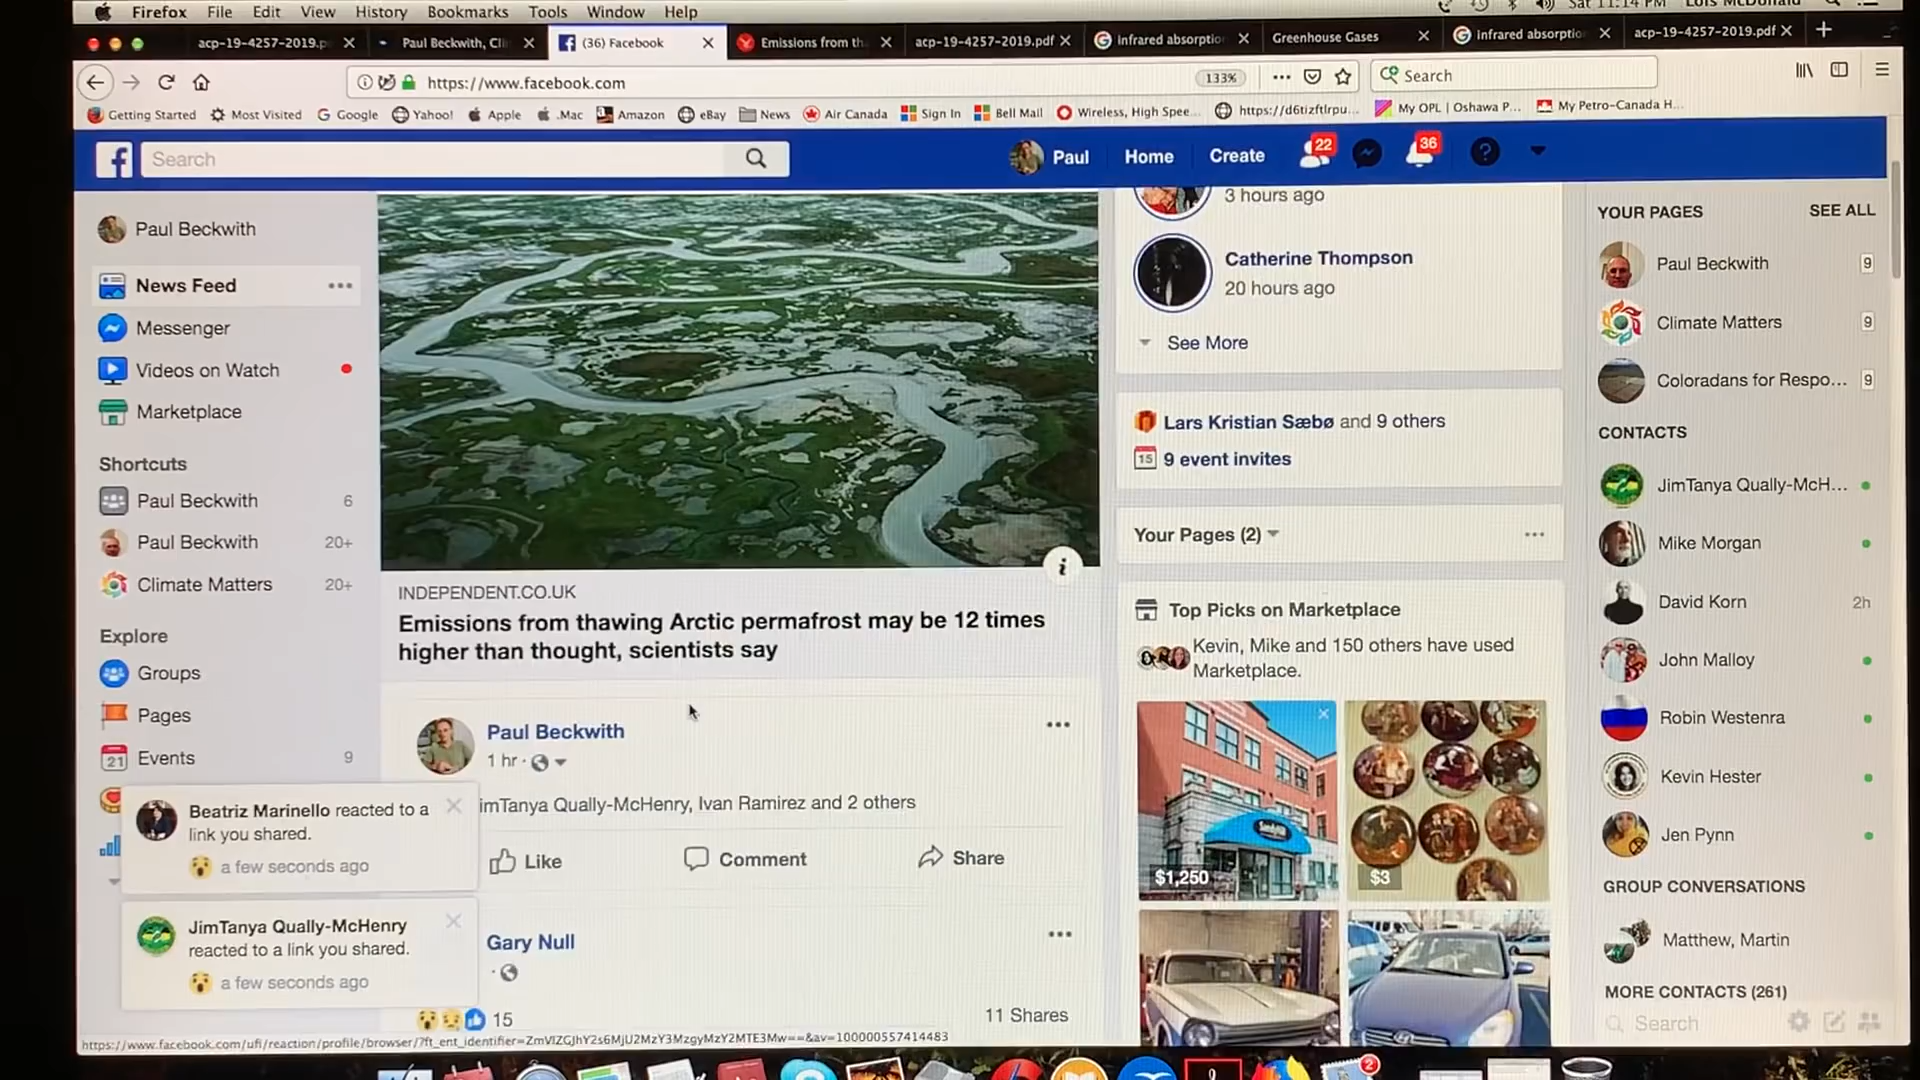 Firefox File Edit View History Bookmarks Tools Window Help
Sat 11:14 PM Lois McDonald
acp-19-4257-2019.p
Paul Beckwith, Cli
(36) Facebook
Emissions from th
acp-19-4257-2019.pdf
infrared absorptio
Greenhouse Gases
infrared absorptio
acp-19-4257-2019.pdf
https://www.facebook.com
133%
Search
Getting Started Most Visited Google Yahoo! Apple .Mac Amazon eBay News Air Canada Sign In Bell Mail Wireless, High Spee... https://d6tizftlrpu... My OPL | Oshawa P... My Petro-Canada H...
Search
Paul Home Create 22 36
Paul Beckwith
News Feed
Messenger
Videos on Watch
Marketplace
Shortcuts
Paul Beckwith 6
Paul Beckwith 20+
Climate Matters 20+
Explore
Groups
Pages
21 Events 9
Beatriz Marinello reacted to a
link you shared.
a few seconds ago
JimTanya Qually-McHenry
reacted to a link you shared.
a few seconds ago
INDEPENDENT.CO.UK
Emissions from thawing Arctic permafrost may be 12 times
higher than thought, scientists say
Paul Beckwith
1 hr ·
imTanya Qually-McHenry, Ivan Ramirez and 2 others
Like Comment Share
Gary Null
15
11 Shares
3 hours ago
Catherine Thompson
20 hours ago
See More
Lars Kristian Sæbø and 9 others
15 9 event invites
Your Pages (2)
Top Picks on Marketplace
Kevin, Mike and 150 others have used
Marketplace.
$1,250
$3
YOUR PAGES SEE ALL
Paul Beckwith 9
Climate Matters 9
Coloradans for Respo... 9
CONTACTS
JimTanya Qually-McH...
Mike Morgan
David Korn 2h
John Malloy
Robin Westenra
Kevin Hester
Jen Pynn
GROUP CONVERSATIONS
Matthew, Martin
MORE CONTACTS (261)
Search
2
9